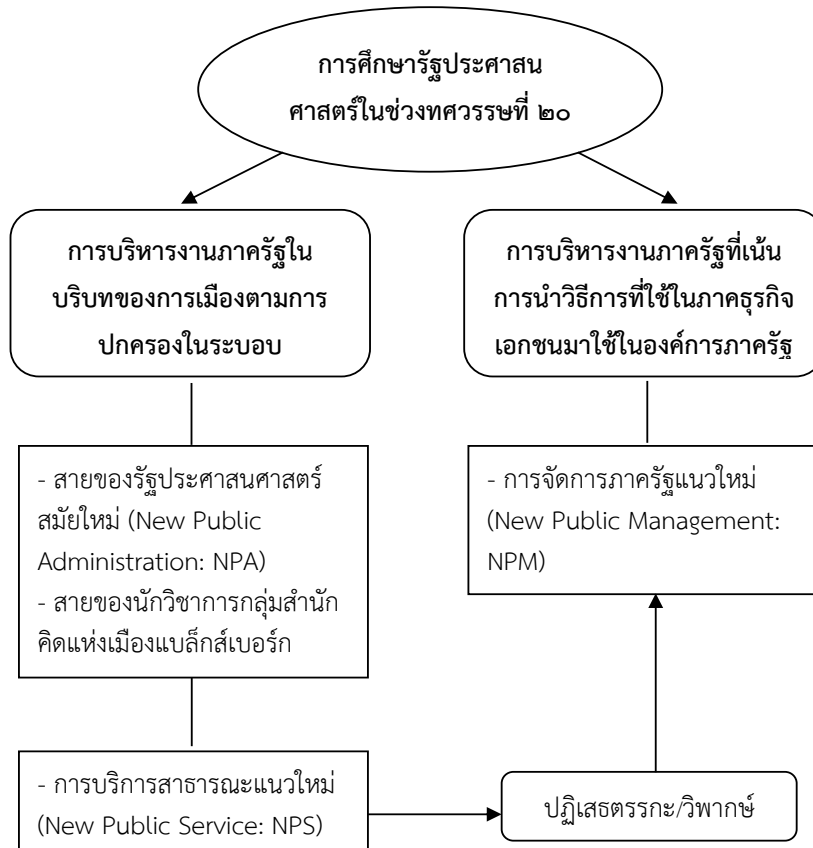 การศึกษารัฐประศาสน
ศาสตร์ในช่วงทศวรรษที่ ๒๐
การบริหารงานภาครัฐใน
บริบทของการเมืองตามการ
ปกครองในระบอบ
การบริหารงานภาครัฐที่เน้น
การนำวิธีการที่ใช้ในภาคธุรกิจ
เอกชนมาใช้ในองค์การภาครัฐ
- สายของรัฐประศาสนศาสตร์
สมัยใหม่ (New Public
Administration: NPA)
- สายของนักวิชาการกลุ่มสำนัก
คิดแห่งเมืองแบล็กส์เบอร์ก
- การจัดการภาครัฐแนวใหม่
(New Public Management:
NPM)
- การบริการสาธารณะแนวใหม่
(New Public Service: NPS)
ปฏิเสธตรรกะ/วิพากษ์